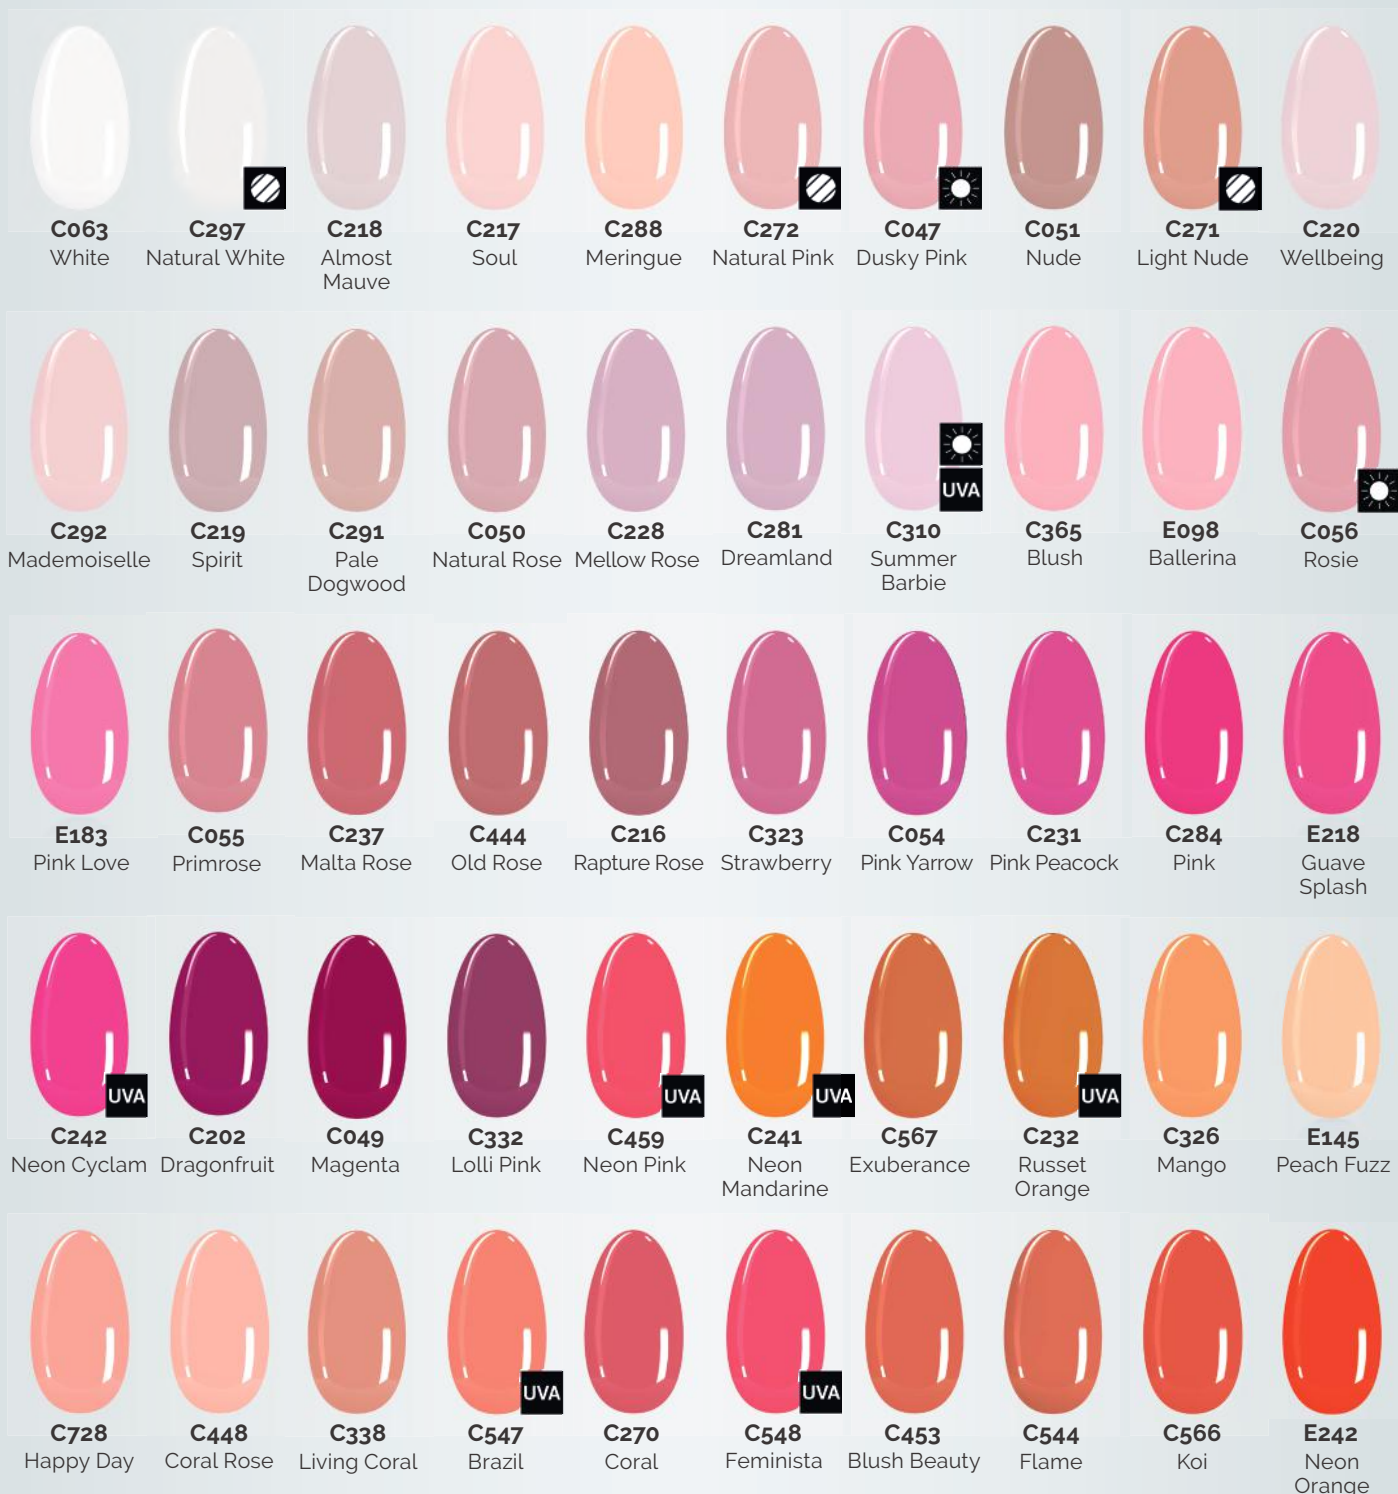 C063
White
C297
Natural White
C218
Almost
Mauve
C217
Soul
C288
Meringue
C272
Natural Pink
C047
Dusky Pink
C051
Nude
C271
Light Nude
C220
Wellbeing
C292
Mademoiselle
C219
Spirit
C291
Pale
Dogwood
C050
Natural Rose
C228
Mellow Rose
C281
Dreamland
UVA
C310
Summer
Barbie
C365
Blush
E098
Ballerina
C056
Rosie
E183
Pink Love
C055
Primrose
C237
Malta Rose
C444
Old Rose
C216
Rapture Rose
C323
Strawberry
C054
Pink Yarrow
C231
Pink Peacock
C284
Pink
E218
Guave
Splash
UVA
C242
Neon Cyclam
C202
Dragonfruit
C049
Magenta
C332
Lolli Pink
UVA
C459
Neon Pink
UVA
C241
Neon
Mandarine
C567
Exuberance
UVA
C232
Russet
Orange
C326
Mango
E145
Peach Fuzz
C728
Happy Day
C448
Coral Rose
C338
Living Coral
UVA
C547
Brazil
C270
Coral
UVA
C548
Feminista
C453
Blush Beauty
C544
Flame
C566
Koi
E242
Neon
Orange